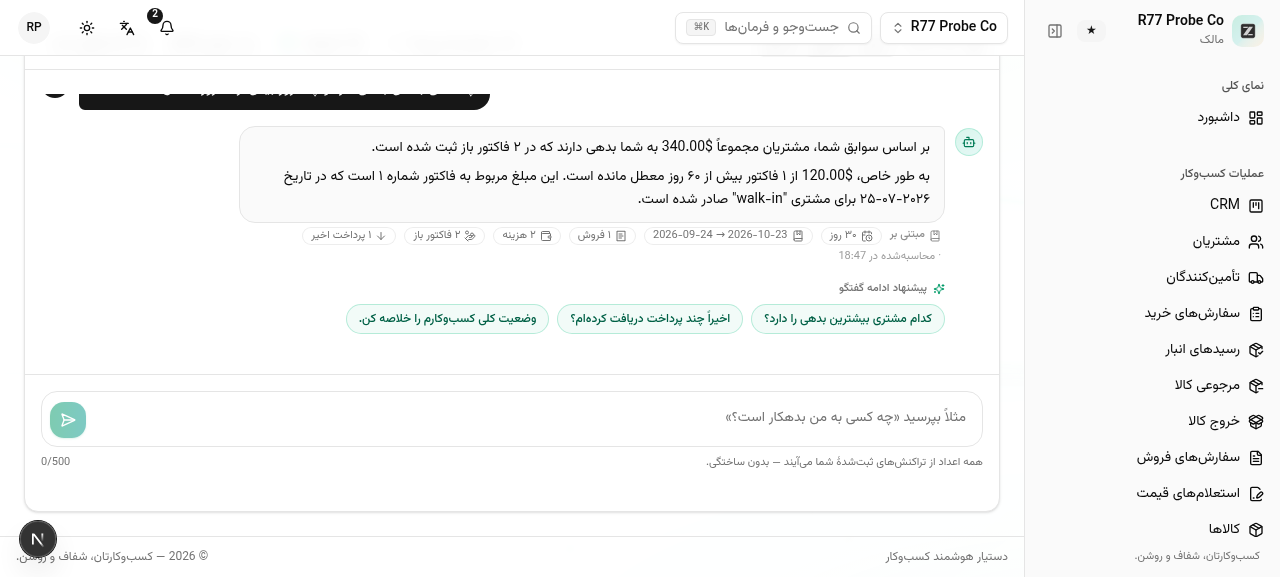 R77 Probe Co
مالک
★
R77 Probe Co
جست‌وجو و فرمان‌ها
⌘K
2
RP
نمای کلی
داشبورد
عملیات کسب‌وکار
CRM
مشتریان
تأمین‌کنندگان
سفارش‌های خرید
رسیدهای انبار
مرجوعی کالا
خروج کالا
سفارش‌های فروش
استعلام‌های قیمت
کالاها
کسب‌وکارتان، شفاف و روشن.
بر اساس سوابق شما، مشتریان مجموعاً $340.00 به شما بدهی دارند که در ۲ فاکتور باز ثبت شده است.
به طور خاص، $120.00 از ۱ فاکتور بیش از ۶۰ روز معطل مانده است. این مبلغ مربوط به فاکتور شماره ۱ است که در تاریخ
۲۵-۰۷-۲۰۲۶ برای مشتری "walk-in" صادر شده است.
مبتنی بر
۳۰ روز
2026-09-24 → 2026-10-23
۱ فروش
۲ هزینه
۲ فاکتور باز
۱ پرداخت اخیر
· محاسبه‌شده در 18:47
پیشنهاد ادامه گفتگو
کدام مشتری بیشترین بدهی را دارد؟
اخیراً چند پرداخت دریافت کرده‌ام؟
وضعیت کلی کسب‌وکارم را خلاصه کن.
مثلاً بپرسید «چه کسی به من بدهکار است؟»
همه اعداد از تراکنش‌های ثبت‌شدهٔ شما می‌آیند — بدون ساختگی.
0/500
دستیار هوشمند کسب‌وکار
© 2026 — کسب‌وکارتان، شفاف و روشن.
N